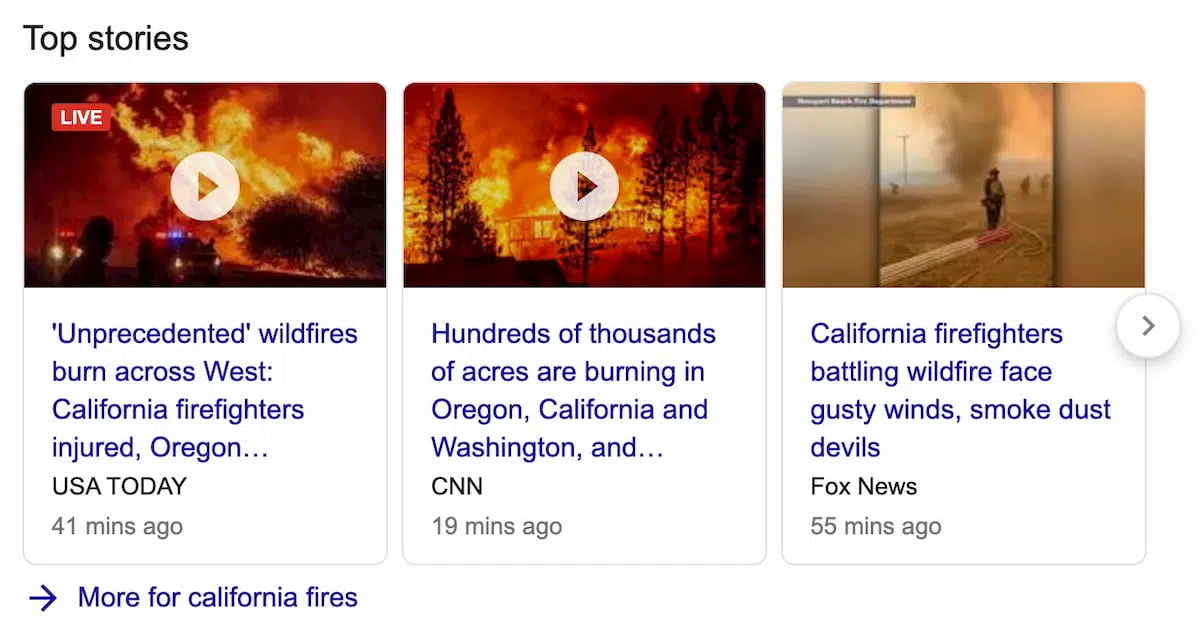 Top stories
LIVE
Newport Beach Fire Department
'Unprecedented' wildfires
burn across West:
California firefighters
injured, Oregon…
USA TODAY
41 mins ago
Hundreds of thousands
of acres are burning in
Oregon, California and
Washington, and…
CNN
19 mins ago
California firefighters
battling wildfire face
gusty winds, smoke dust
devils
Fox News
55 mins ago
More for california fires